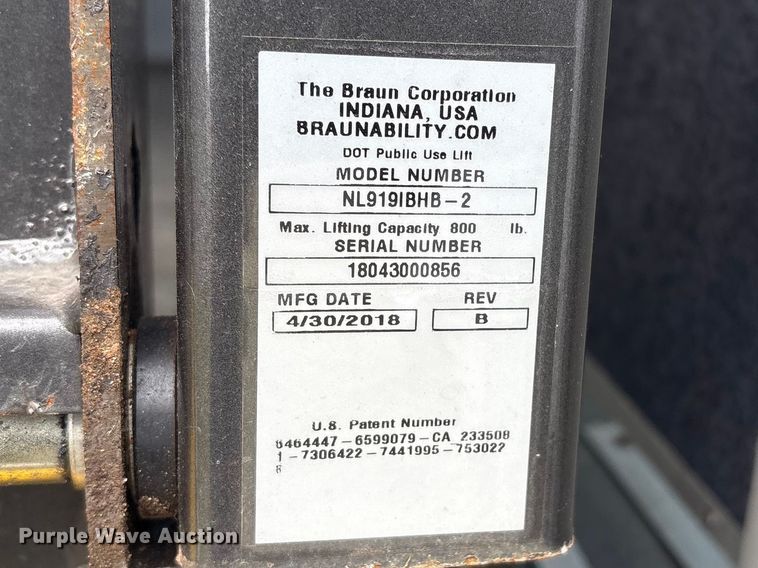 The Braun Corporation
INDIANA, USA
BRAUNABILITY.COM
DOT Public Use Lift
MODEL NUMBER
NL919IBHB-2
Max. Lifting Capacity 800 lb.
SERIAL NUMBER
18043000856
MFG DATE REV
4/30/2018 B
U.S. Patent Number
6464447-6599079-CA 233508
1-7306422-7441995-753022
Purple Wave Auction